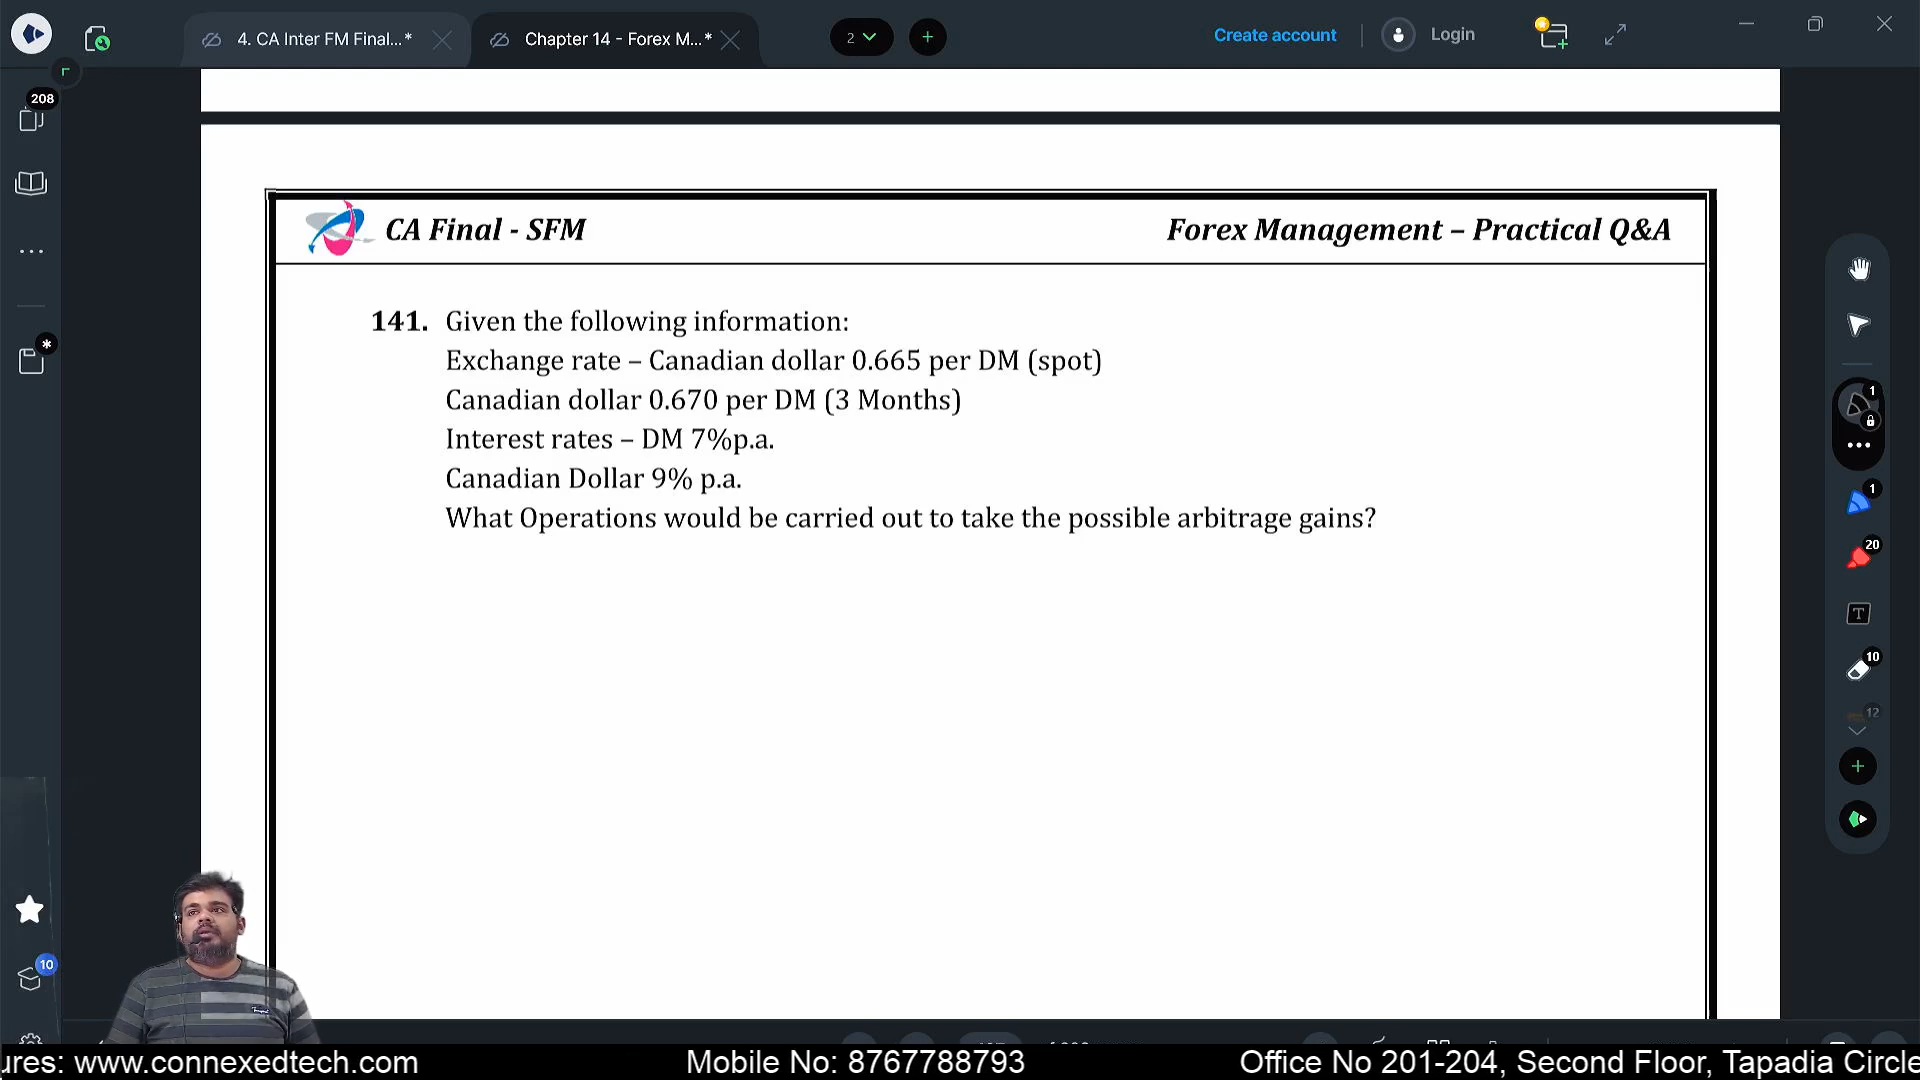 4. CA Inter FM Final...*
Chapter 14 - Forex M...*
2
Create account
Login
208
CA Final - SFM
Forex Management – Practical Q&A
141. Given the following information:
Exchange rate – Canadian dollar 0.665 per DM (spot)
Canadian dollar 0.670 per DM (3 Months)
Interest rates – DM 7%p.a.
Canadian Dollar 9% p.a.
What Operations would be carried out to take the possible arbitrage gains?
1
1
20
T
10
12
10
ures: www.connexedtech.com
Mobile No: 8767788793
Office No 201-204, Second Floor, Tapadia Circle